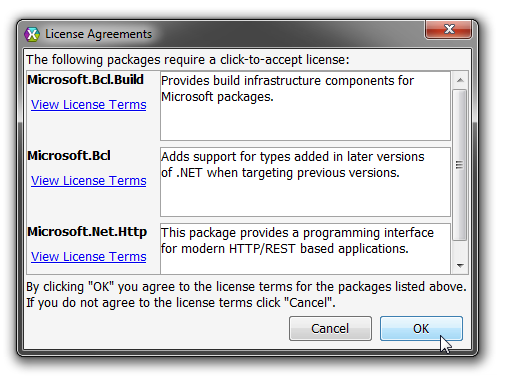 License Agreements
The following packages require a click-to-accept license:
Microsoft.Bcl.Build
View License Terms
Provides build infrastructure components for
Microsoft packages.
Microsoft.Bcl
View License Terms
Adds support for types added in later versions
of .NET when targeting previous versions.
Microsoft.Net.Http
View License Terms
This package provides a programming interface
for modern HTTP/REST based applications.
By clicking "OK" you agree to the license terms for the packages listed above.
If you do not agree to the license terms click "Cancel".
Cancel
OK